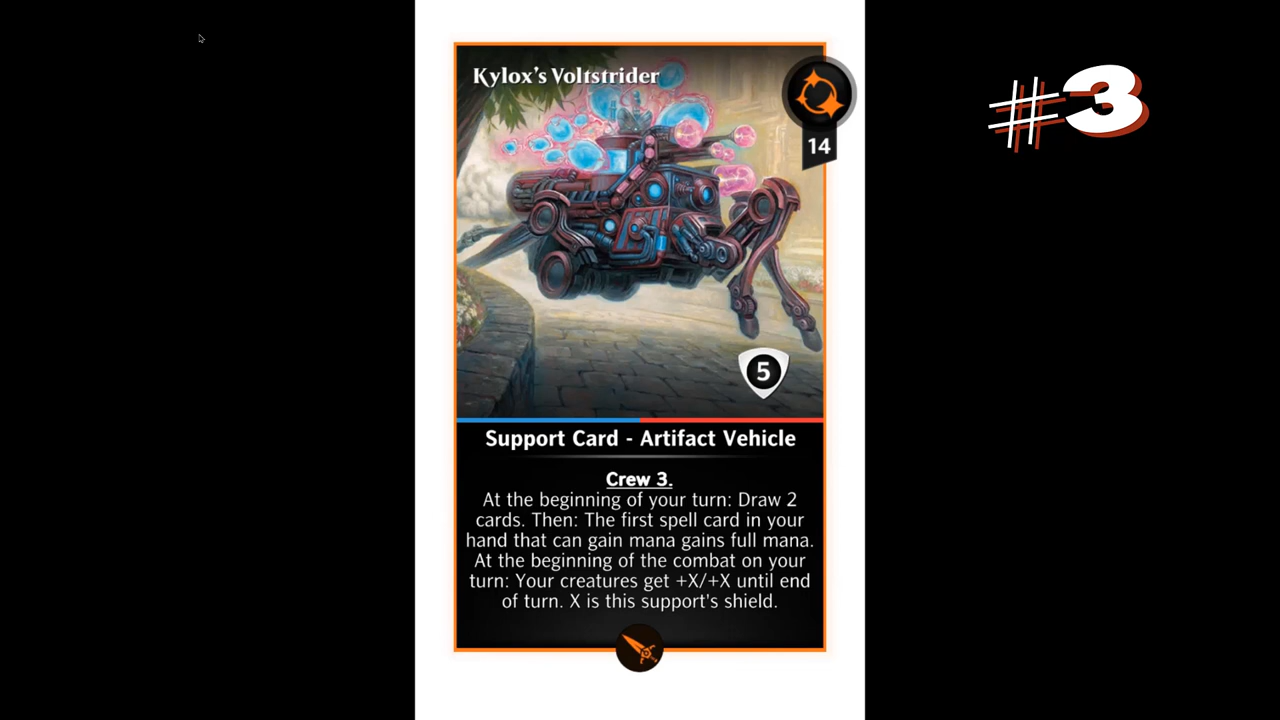 Kylox's Voltstrider
#3
14
5
Support Card - Artifact Vehicle
Crew 3.
At the beginning of your turn: Draw 2
cards. Then: The first spell card in your
hand that can gain mana gains full mana.
At the beginning of the combat on your
turn: Your creatures get +X/+X until end
of turn. X is this support's shield.